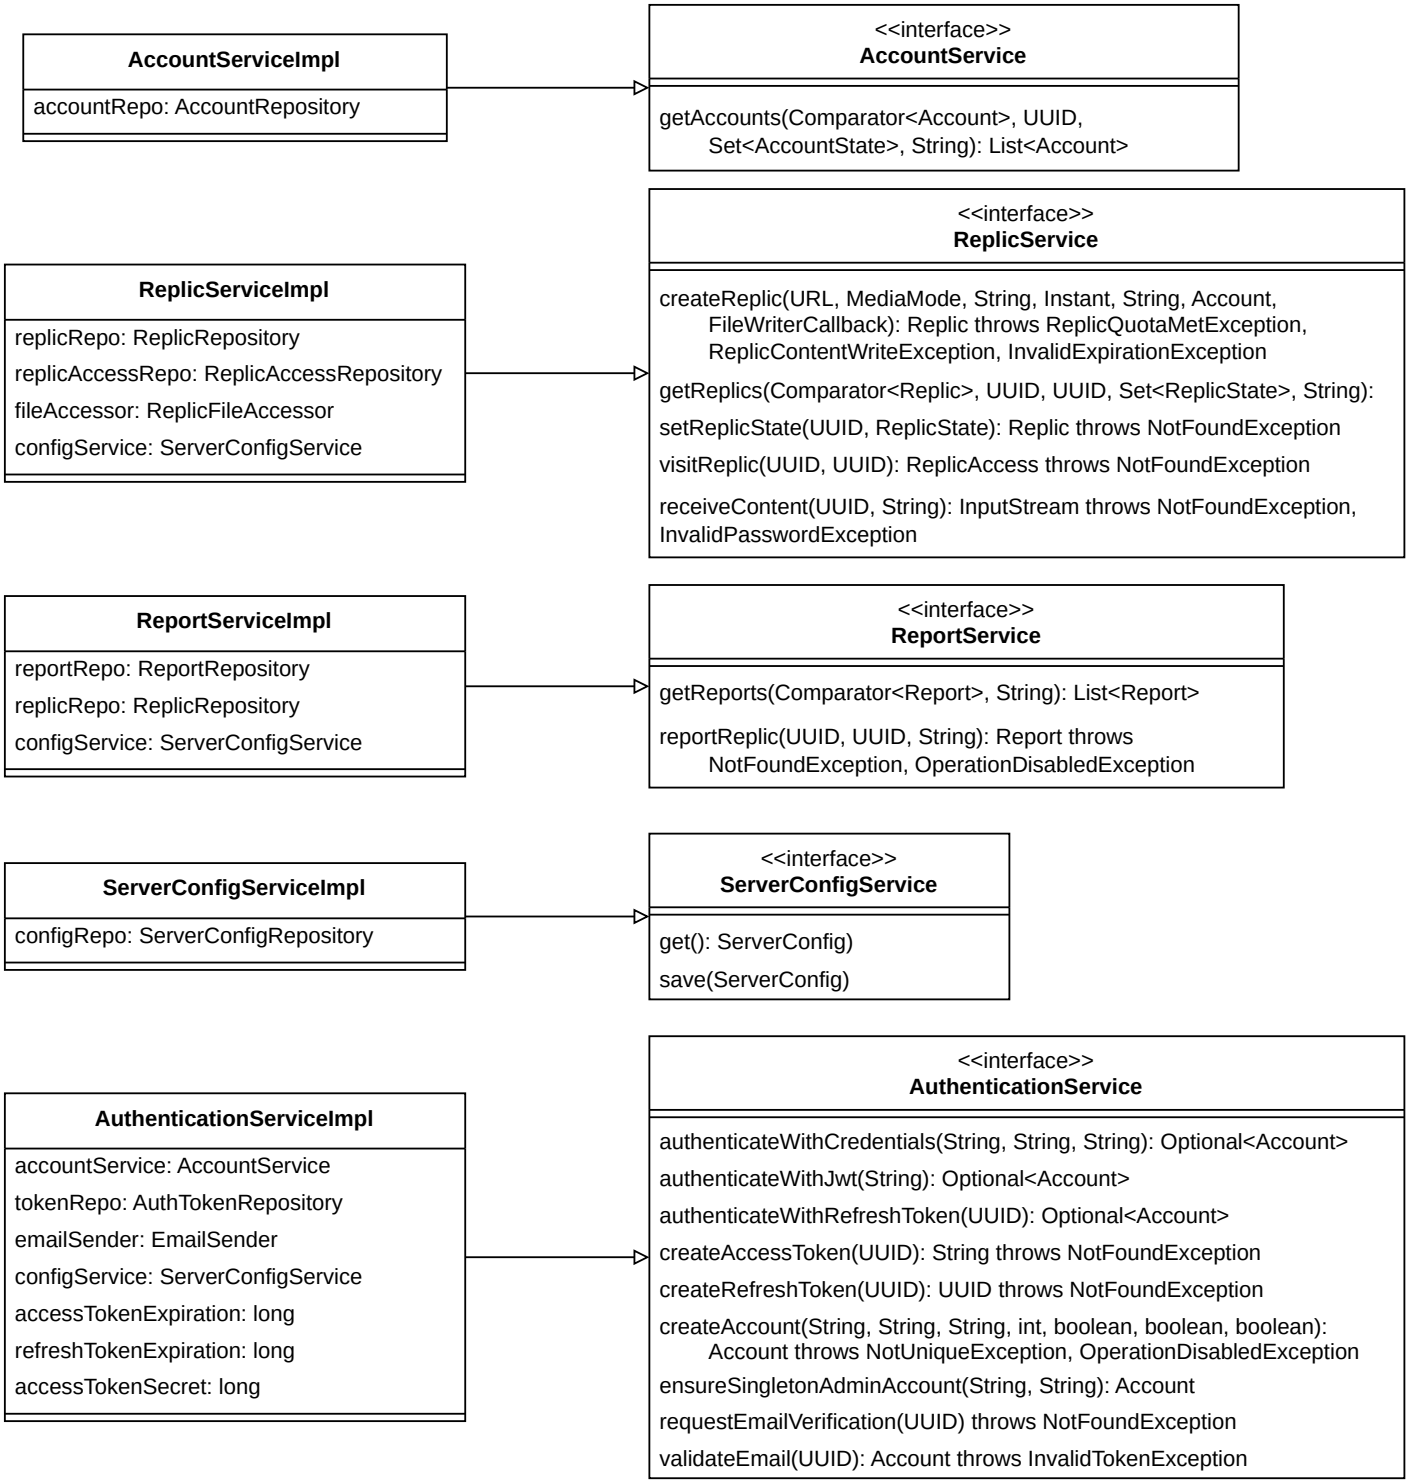 AccountServiceImpl
accountRepo: AccountRepository
<<interface>>
AccountService
getAccounts(Comparator<Account>, UUID,
Set<AccountState>, String): List<Account>
ReplicServiceImpl
replicRepo: ReplicRepository
replicAccessRepo: ReplicAccessRepository
fileAccessor: ReplicFileAccessor
configService: ServerConfigService
<<interface>>
ReplicService
createReplic(URL, MediaMode, String, Instant, String, Account,
FileWriterCallback): Replic throws ReplicQuotaMetException,
ReplicContentWriteException, InvalidExpirationException
getReplics(Comparator<Replic>, UUID, UUID, Set<ReplicState>, String):
setReplicState(UUID, ReplicState): Replic throws NotFoundException
visitReplic(UUID, UUID): ReplicAccess throws NotFoundException
receiveContent(UUID, String): InputStream throws NotFoundException,
InvalidPasswordException
ReportServiceImpl
reportRepo: ReportRepository
replicRepo: ReplicRepository
configService: ServerConfigService
<<interface>>
ReportService
getReports(Comparator<Report>, String): List<Report>
reportReplic(UUID, UUID, String): Report throws
NotFoundException, OperationDisabledException
ServerConfigServiceImpl
configRepo: ServerConfigRepository
<<interface>>
ServerConfigService
get(): ServerConfig)
save(ServerConfig)
AuthenticationServiceImpl
accountService: AccountService
tokenRepo: AuthTokenRepository
emailSender: EmailSender
configService: ServerConfigService
accessTokenExpiration: long
refreshTokenExpiration: long
accessTokenSecret: long
<<interface>>
AuthenticationService
authenticateWithCredentials(String, String, String): Optional<Account>
authenticateWithJwt(String): Optional<Account>
authenticateWithRefreshToken(UUID): Optional<Account>
createAccessToken(UUID): String throws NotFoundException
createRefreshToken(UUID): UUID throws NotFoundException
createAccount(String, String, String, int, boolean, boolean, boolean):
Account throws NotUniqueException, OperationDisabledException
ensureSingletonAdminAccount(String, String): Account
requestEmailVerification(UUID) throws NotFoundException
validateEmail(UUID): Account throws InvalidTokenException